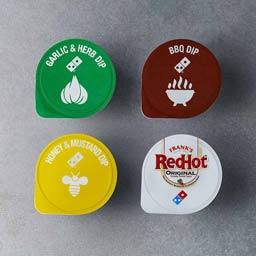 GARLIC & HERB DIP
BBQ DIP
HONEY & MUSTARD DIP
FRANK'S
RedHot
ORIGINAL